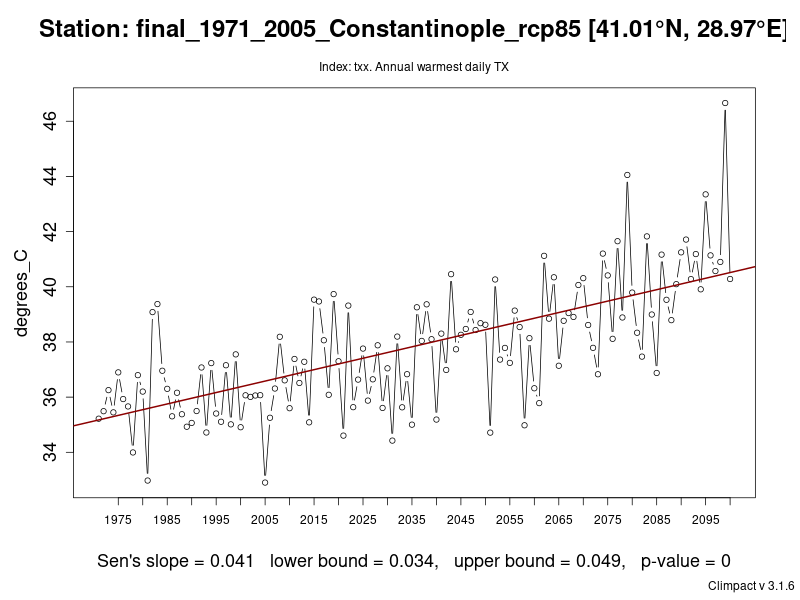 Station: final_1971_2005_Constantinople_rcp85 [41.01°N, 28.97°E]
Index: txx. Annual warmest daily TX
degrees_C
46
44
42
40
38
36
34
1975 1985 1995 2005 2015 2025 2035 2045 2055 2065 2075 2085 2095
Sen's slope = 0.041 lower bound = 0.034, upper bound = 0.049, p-value = 0
Climpact v 3.1.6